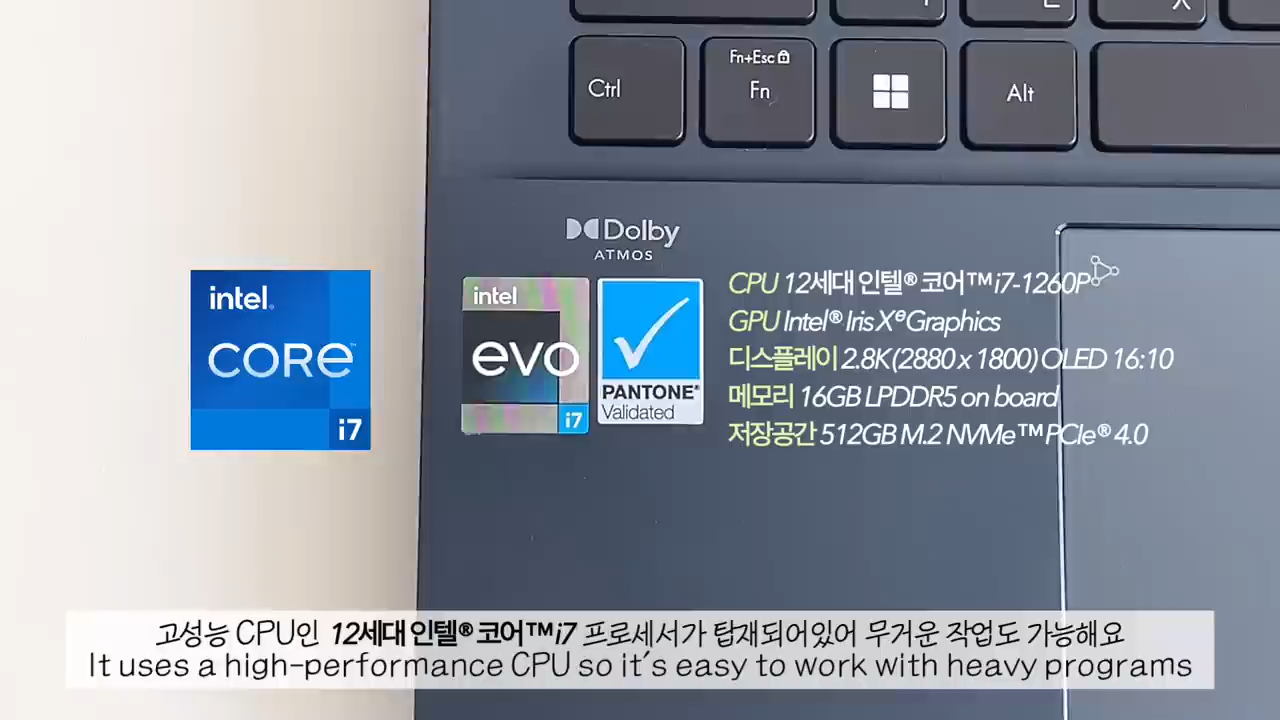 Fn+Esc
Ctrl
Fn
Alt
Dolby
ATMOS
intel.
CORE™
i7
intel
evo
i7
PANTONE®
Validated
CPU 12세대 인텔® 코어™ i7-1260P
GPU Intel® Iris Xᵉ Graphics
디스플레이 2.8K(2880 x 1800) OLED 16:10
메모리 16GB LPDDR5 on board
저장공간 512GB M.2 NVMe™ PCIe® 4.0
고성능 CPU인 12세대 인텔® 코어™ i7 프로세서가 탑재되어있어 무거운 작업도 가능해요
It uses a high-performance CPU so it's easy to work with heavy programs